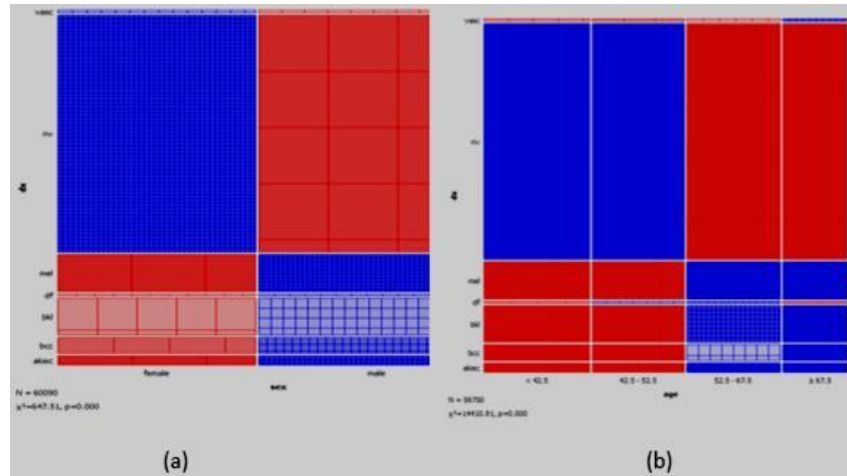 vasc
nv
dx
mel
df
bkl
bcc
akiec
female male
sex
N = 60090
χ²=647.51, p=0.000
(a)
vasc
nv
dx
mel
df
bkl
bcc
akiec
< 42.5 42.5 - 52.5 52.5 - 67.5 ≥ 67.5
age
χ²=14410.91, p=0.000
(b)